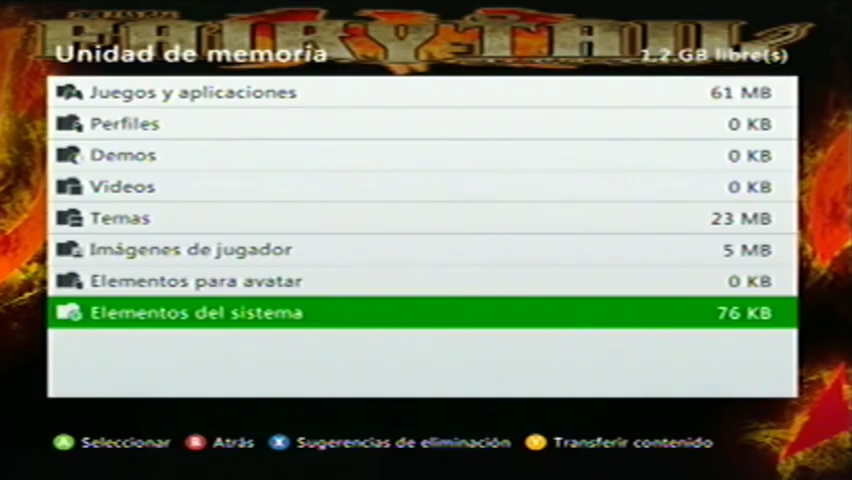 FAIRY TAIL
Unidad de memoria 1.2 GB libre(s)
Juegos y aplicaciones 61 MB
Perfiles 0 KB
Demos 0 KB
Videos 0 KB
Temas 23 MB
Imágenes de jugador 5 MB
Elementos para avatar 0 KB
Elementos del sistema 76 KB
A Seleccionar B Atrás X Sugerencias de eliminación Y Transferir contenido